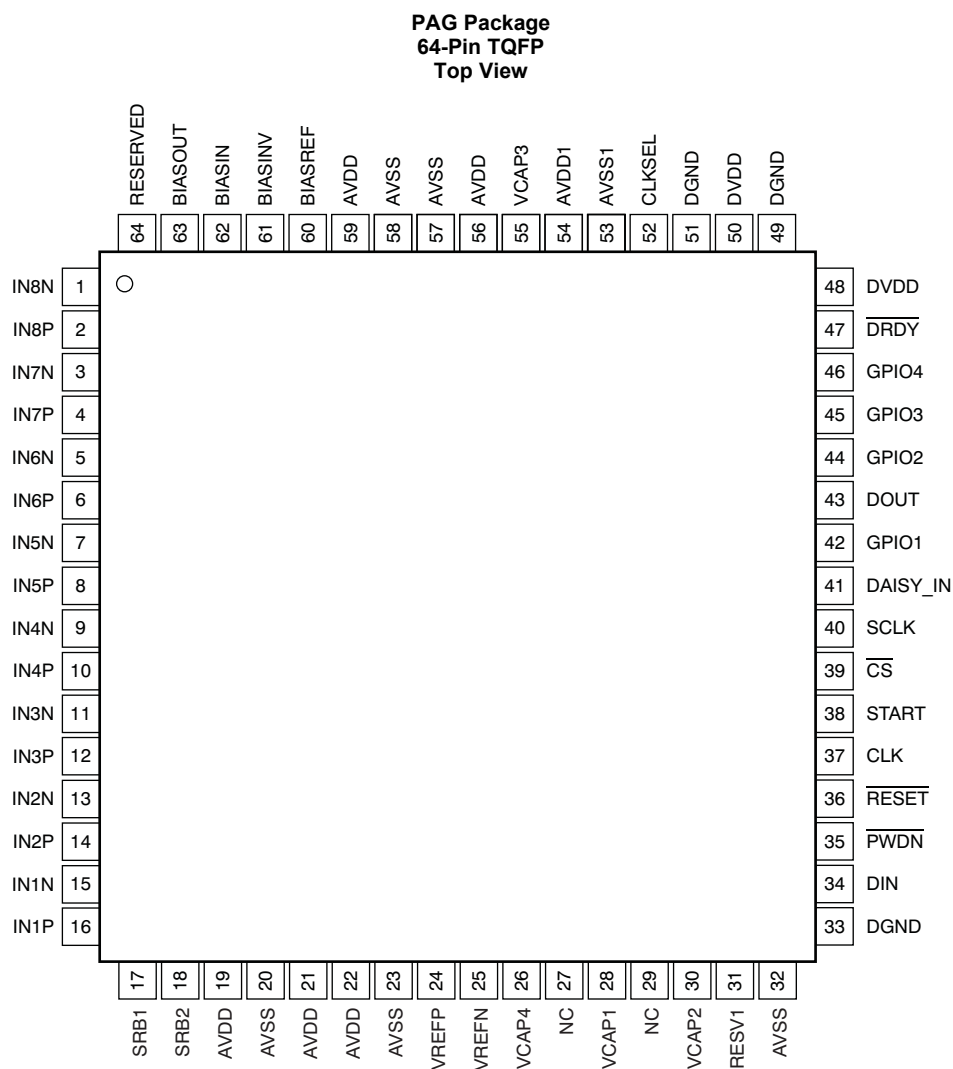 PAG Package
64-Pin TQFP
Top View
RESERVED
BIASOUT
BIASIN
BIASINV
BIASREF
AVDD
AVSS
AVSS
AVDD
VCAP3
AVDD1
AVSS1
CLKSEL
DGND
DVDD
DGND
64
63
62
61
60
59
58
57
56
55
54
53
52
51
50
49
IN8N 1
IN8P 2
IN7N 3
IN7P 4
IN6N 5
IN6P 6
IN5N 7
IN5P 8
IN4N 9
IN4P 10
IN3N 11
IN3P 12
IN2N 13
IN2P 14
IN1N 15
IN1P 16
48 DVDD
47 DRDY
46 GPIO4
45 GPIO3
44 GPIO2
43 DOUT
42 GPIO1
41 DAISY_IN
40 SCLK
39 CS
38 START
37 CLK
36 RESET
35 PWDN
34 DIN
33 DGND
17
18
19
20
21
22
23
24
25
26
27
28
29
30
31
32
SRB1
SRB2
AVDD
AVSS
AVDD
AVDD
AVSS
VREFP
VREFN
VCAP4
NC
VCAP1
NC
VCAP2
RESV1
AVSS